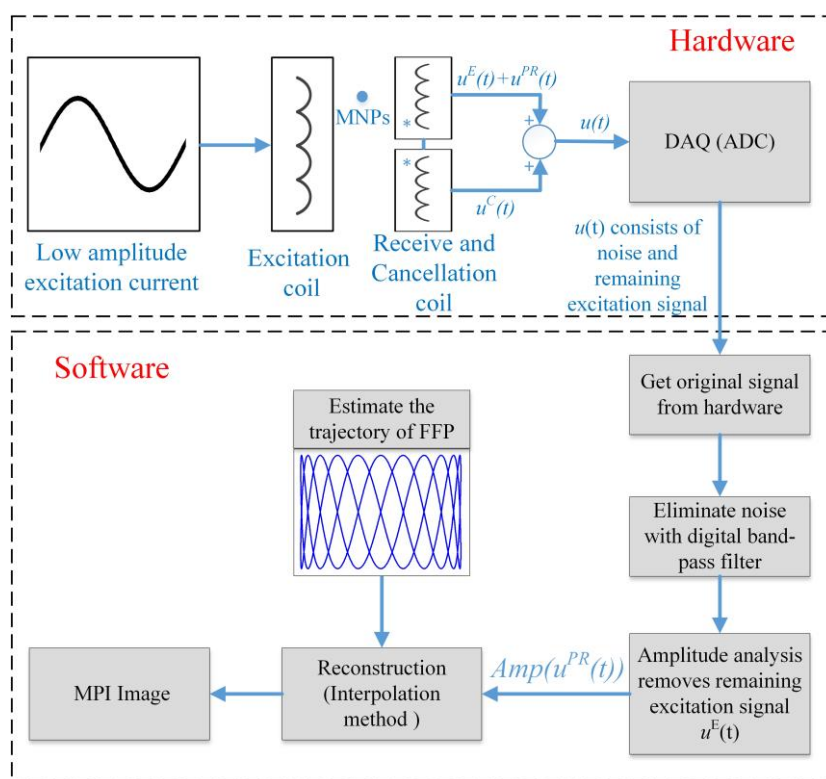 Hardware
u^E(t)+u^PR(t)
MNPs
*
*
+
+
u(t)
u^C(t)
DAQ (ADC)
Low amplitude
excitation current
Excitation
coil
Receive and
Cancellation
coil
u(t) consists of
noise and
remaining
excitation signal
Software
Get original signal
from hardware
Estimate the
trajectory of FFP
Eliminate noise
with digital band-
pass filter
Amplitude analysis
removes remaining
excitation signal
u^E(t)
Amp(u^PR(t))
Reconstruction
(Interpolation
method )
MPI Image